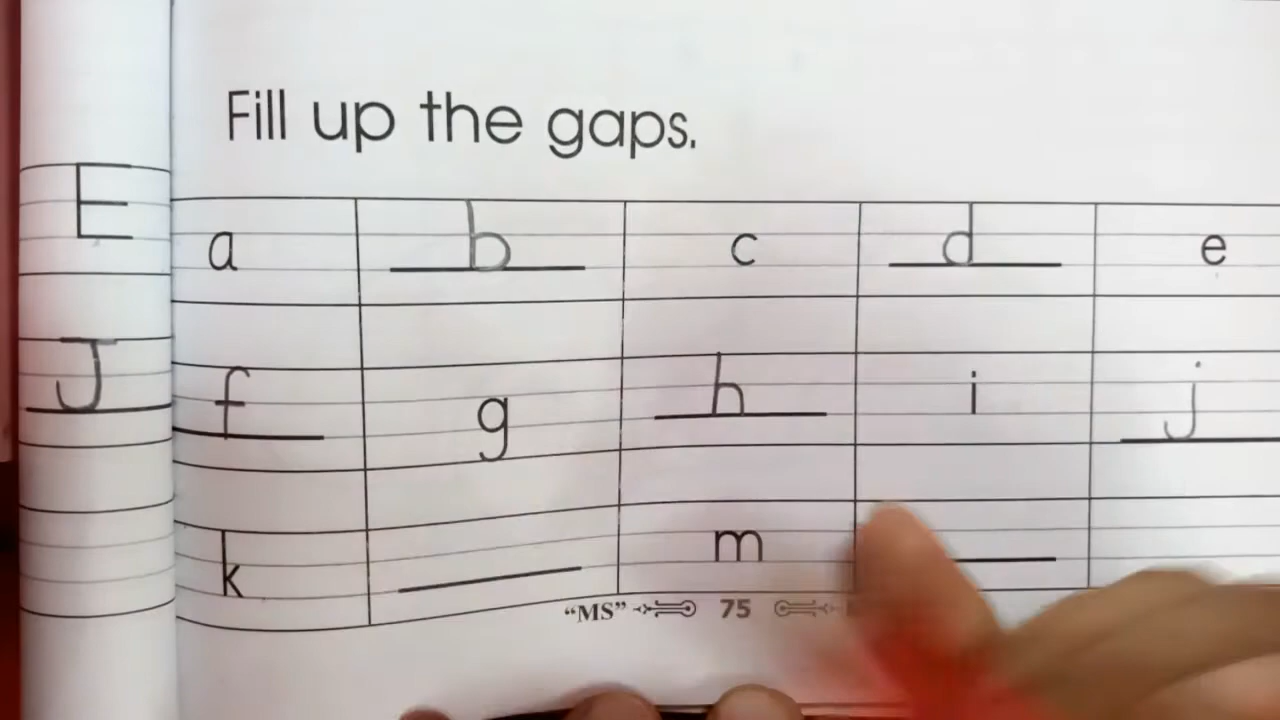 Fill up the gaps.
E
a b c d e
J
f g h i j
k m
"MS" 75